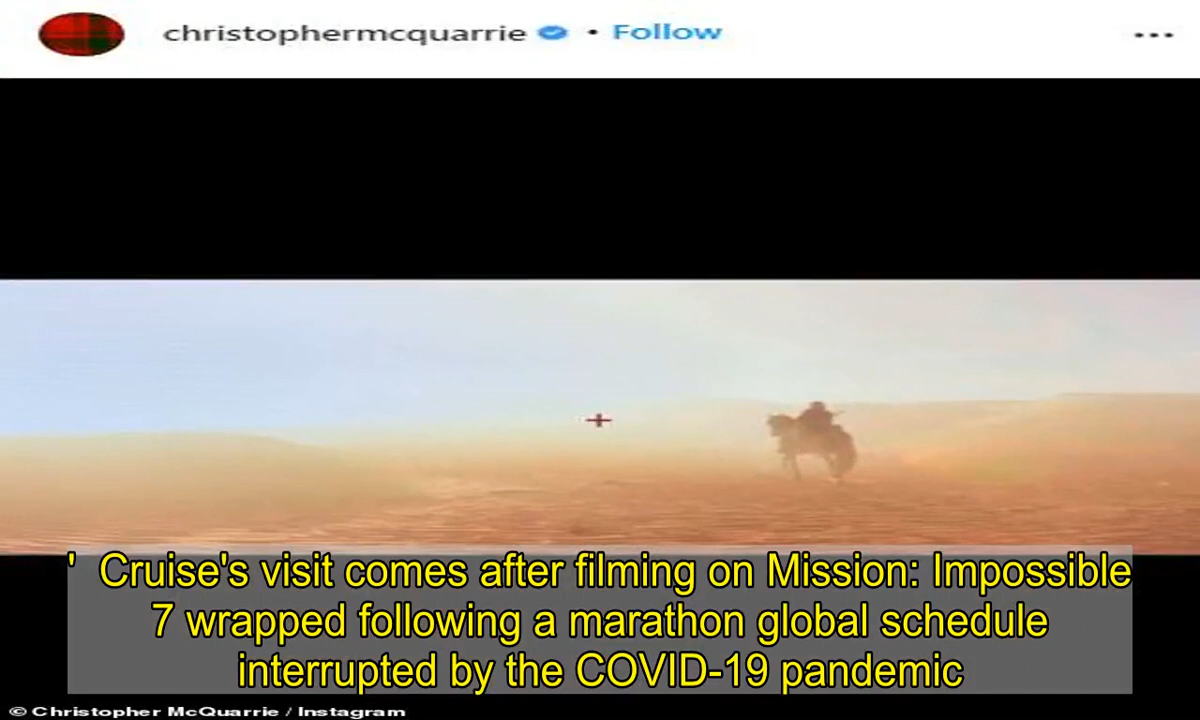 christophermcquarrie • Follow
' Cruise's visit comes after filming on Mission: Impossible
7 wrapped following a marathon global schedule
interrupted by the COVID-19 pandemic
© Christopher McQuarrie / Instagram